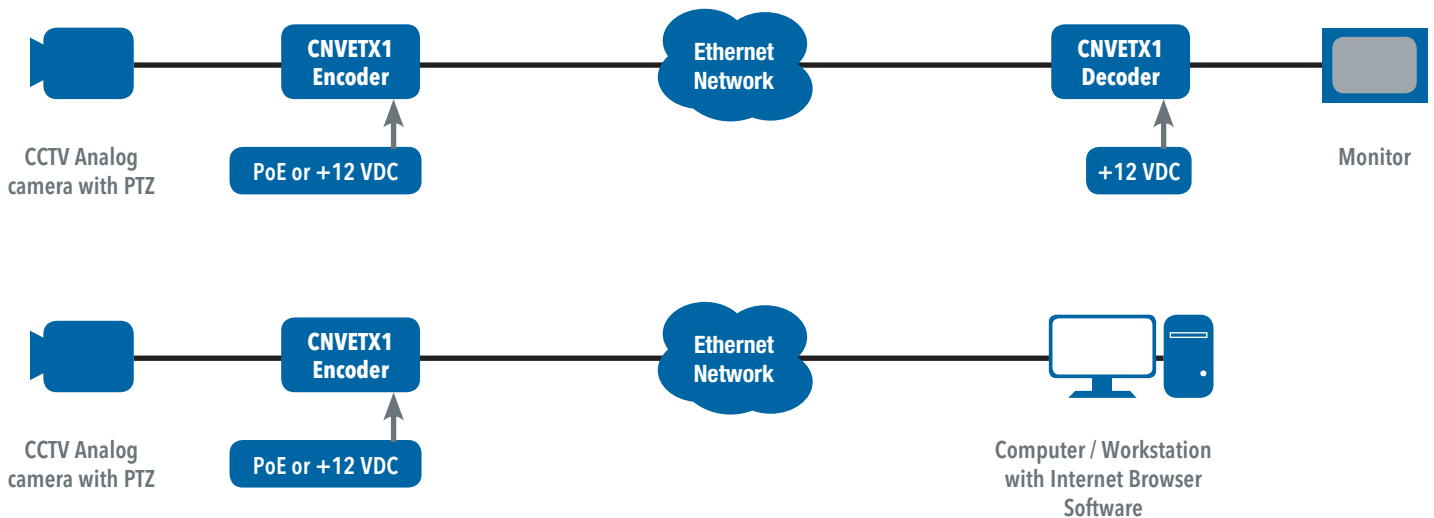 CNVETX1
Encoder
Ethernet
Network
CNVETX1
Decoder
CCTV Analog
camera with PTZ
PoE or +12 VDC
+12 VDC
Monitor
CNVETX1
Encoder
Ethernet
Network
CCTV Analog
camera with PTZ
PoE or +12 VDC
Computer / Workstation
with Internet Browser
Software